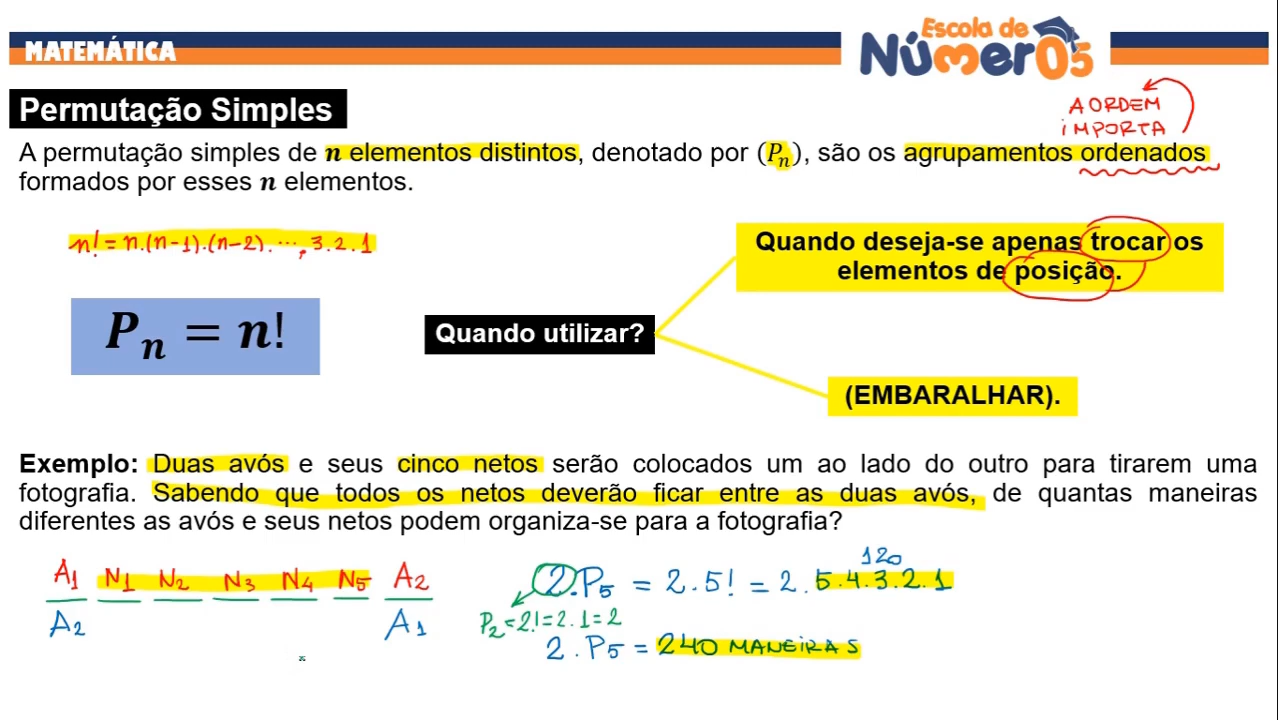 MATEMÁTICA
Escola de
Númer05
Permutação Simples
A ORDEM
IMPORTA
A permutação simples de n elementos distintos, denotado por (Pn), são os agrupamentos ordenados
formados por esses n elementos.
n! = n.(n-1).(n-2). ..., 3.2.1
Quando deseja-se apenas trocar os
elementos de posição.
Pn = n!
Quando utilizar?
(EMBARALHAR).
Exemplo: Duas avós e seus cinco netos serão colocados um ao lado do outro para tirarem uma
fotografia. Sabendo que todos os netos deverão ficar entre as duas avós, de quantas maneiras
diferentes as avós e seus netos podem organiza-se para a fotografia?
120
A1 N1 N2 N3 N4 N5 A2
2.P5 = 2.5! = 2.5.4.3.2.1
A2 A1
P2=2!=2.1=2
2.P5 = 240 MANEIRAS